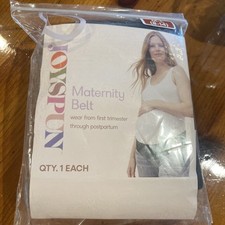 JOYSPUN
Maternity
Belt
wear from first trimester
through postpartum
QTY. 1 EACH